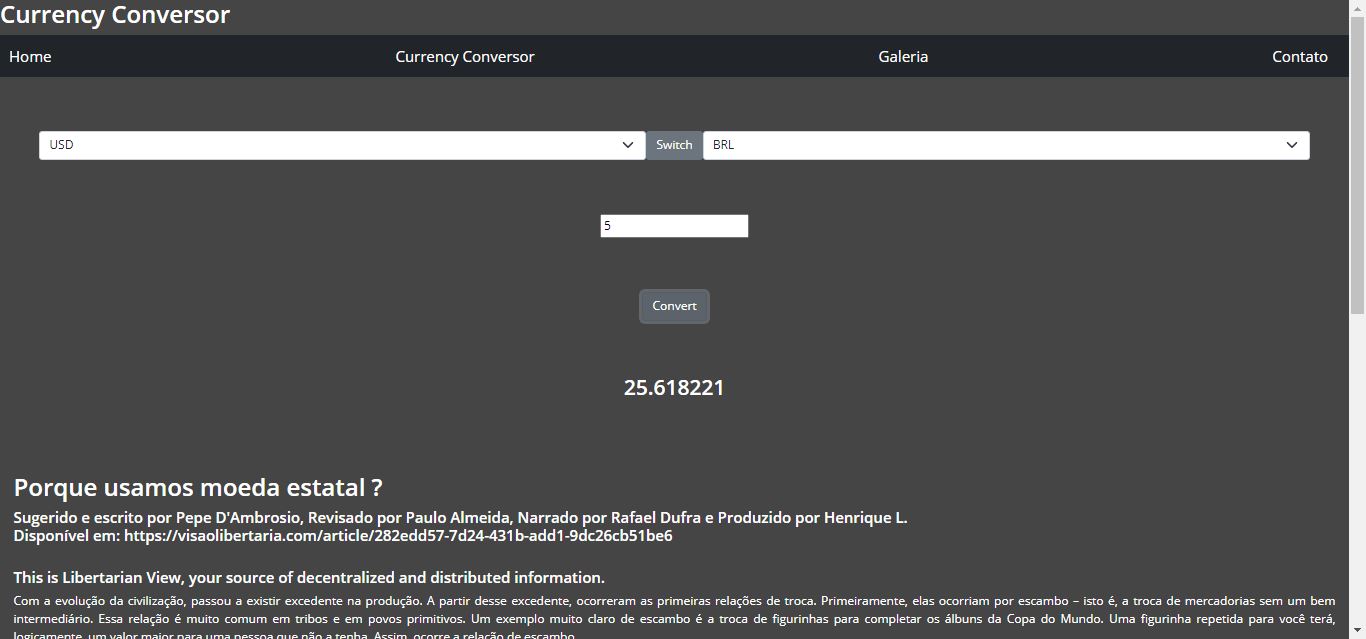 Currency Conversor
Home Currency Conversor Galeria Contato
USD Switch BRL
5
Convert
25.618221
Porque usamos moeda estatal ?
Sugerido e escrito por Pepe D'Ambrosio, Revisado por Paulo Almeida, Narrado por Rafael Dufra e Produzido por Henrique L.
Disponível em: https://visaolibertaria.com/article/282edd57-7d24-431b-add1-9dc26cb51be6
This is Libertarian View, your source of decentralized and distributed information.
Com a evolução da civilização, passou a existir excedente na produção. A partir desse excedente, ocorreram as primeiras relações de troca. Primeiramente, elas ocorriam por escambo – isto é, a troca de mercadorias sem um bem
intermediário. Essa relação é muito comum em tribos e em povos primitivos. Um exemplo muito claro de escambo é a troca de figurinhas para completar os álbuns da Copa do Mundo. Uma figurinha repetida para você terá,
logicamente, um valor maior para uma pessoa que não a tenha. Assim, ocorre a relação de escambo.